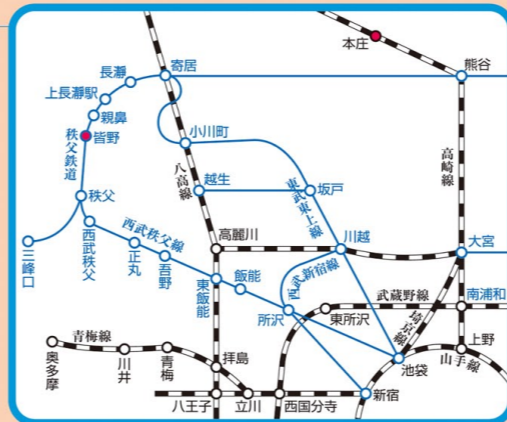 本庄
熊谷
長瀞
寄居
上長瀞駅
親鼻
皆野
秩父鉄道
小川町
八高線
越生
東武東上線
坂戸
高崎線
秩父
西武秩父
西武秩父線
正丸
吾野
三峰口
高麗川
川越
大宮
東飯能
飯能
西武新宿線
武蔵野線
南浦和
所沢
東所沢
埼京線
青梅線
奥多摩
川井
青梅
拝島
上野
山手線
池袋
八王子
立川
西国分寺
新宿